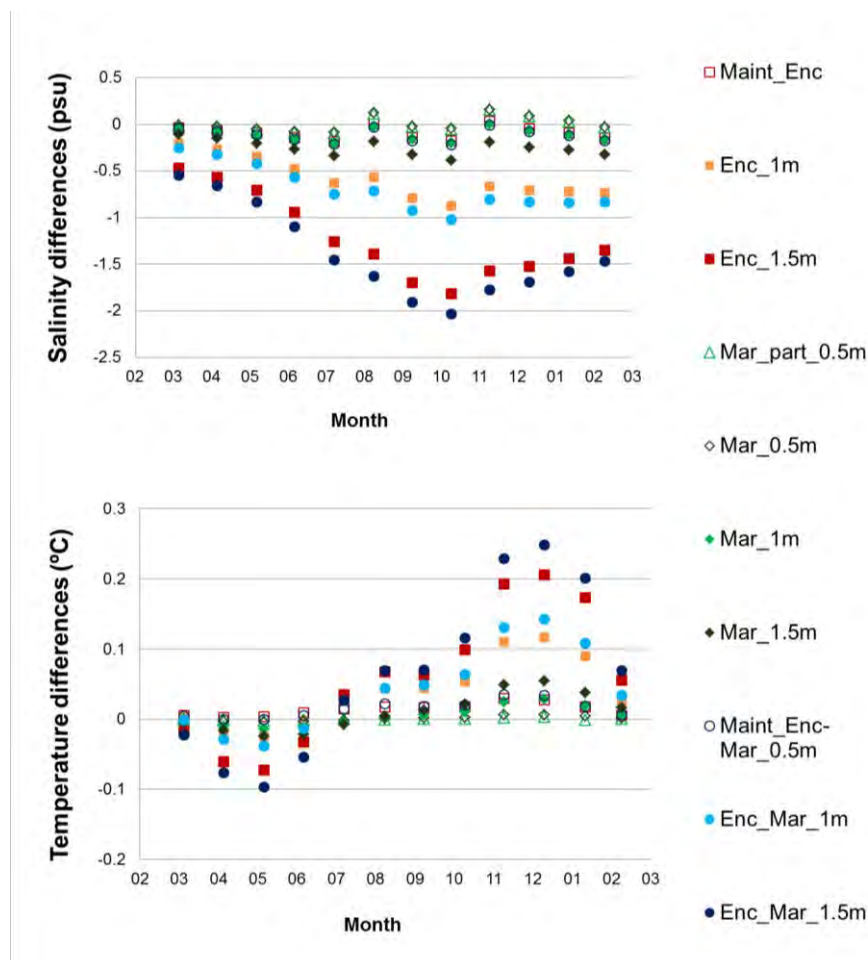 Salinity differences (psu)
0.5
0
-0.5
-1
-1.5
-2
-2.5
02 03 04 05 06 07 08 09 10 11 12 01 02 03
Month
Temperature differences (ºC)
0.3
0.2
0.1
0
-0.1
-0.2
02 03 04 05 06 07 08 09 10 11 12 01 02 03
Month
Maint_Enc
Enc_1m
Enc_1.5m
Mar_part_0.5m
Mar_0.5m
Mar_1m
Mar_1.5m
Maint_Enc-
Mar_0.5m
Enc_Mar_1m
Enc_Mar_1.5m